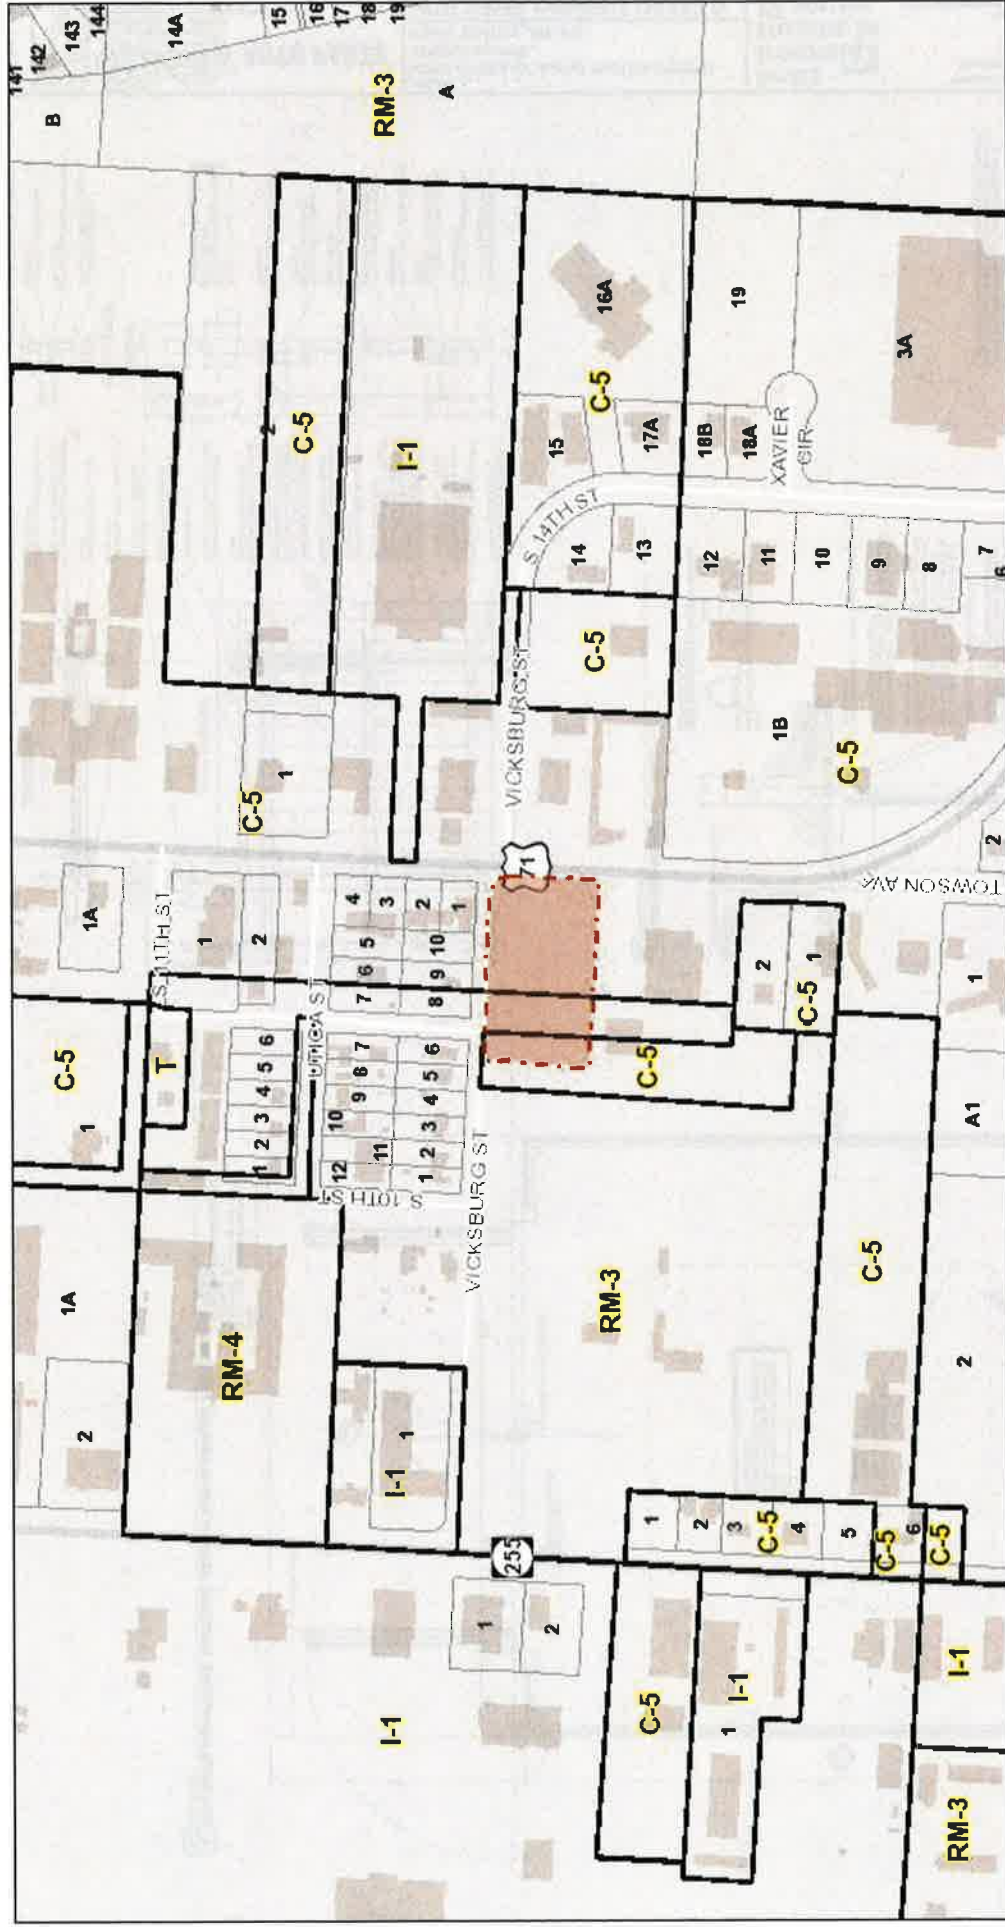 141
142
143
144
14A
15
16
17
18
19
B
RM-3
A
2
C-5
I-1
C-5
1
16A
C-5
15
17A
19
18B
18A
3A
XAVIER
CIR
S 14TH ST
14
13
12
11
10
9
8
7
6
C-5
VICKSBURG ST
1B
C-5
2
71
TOWSON AVE
1A
S 11TH ST
1
2
4
3
2
1
5
10
6
9
7
8
2
1
C-5
1
C-5
1
T
UTICA ST
6
5
4
3
2
1
7
8
9
10
11
12
6
5
4
3
2
1
S 10TH ST
VICKSBURG ST
C-5
A1
C-5
2
1A
2
RM-4
RM-3
I-1
1
255
1
2
3
C-5
4
5
C-5
6
C-5
1
2
I-1
C-5
I-1
1
I-1
RM-3